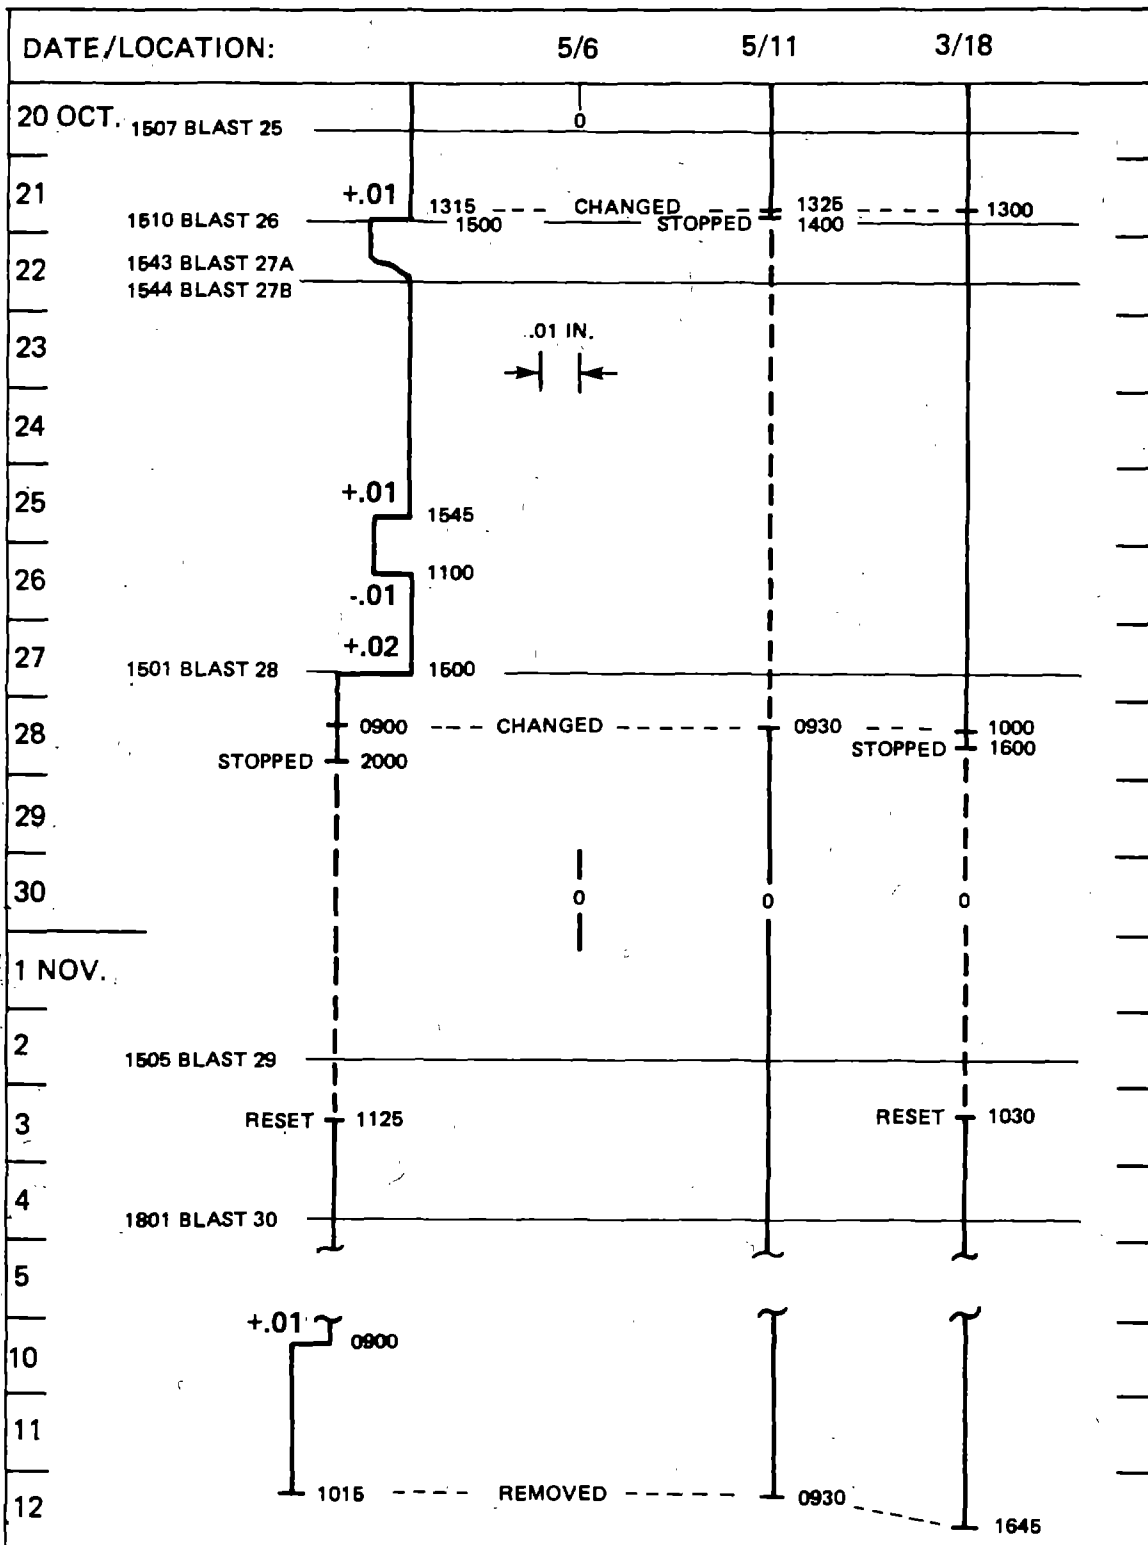 DATE/LOCATION: 5/6 5/11 3/18
20 OCT. 1507 BLAST 25 0
21 +.01 1315 CHANGED 1325 1300
1510 BLAST 26 1500 STOPPED 1400
22 1543 BLAST 27A
1544 BLAST 27B
.01 IN.
23
24
25 +.01 1545
26 1100
-.01
27 +.02
1501 BLAST 28 1500
28 0900 CHANGED 0930 1000
STOPPED 2000 STOPPED 1600
29
30 0 0 0
1 NOV.
2 1505 BLAST 29
3 RESET 1125 RESET 1030
4 1801 BLAST 30
5
+.01 0900
10
11
12 1015 REMOVED 0930 1645